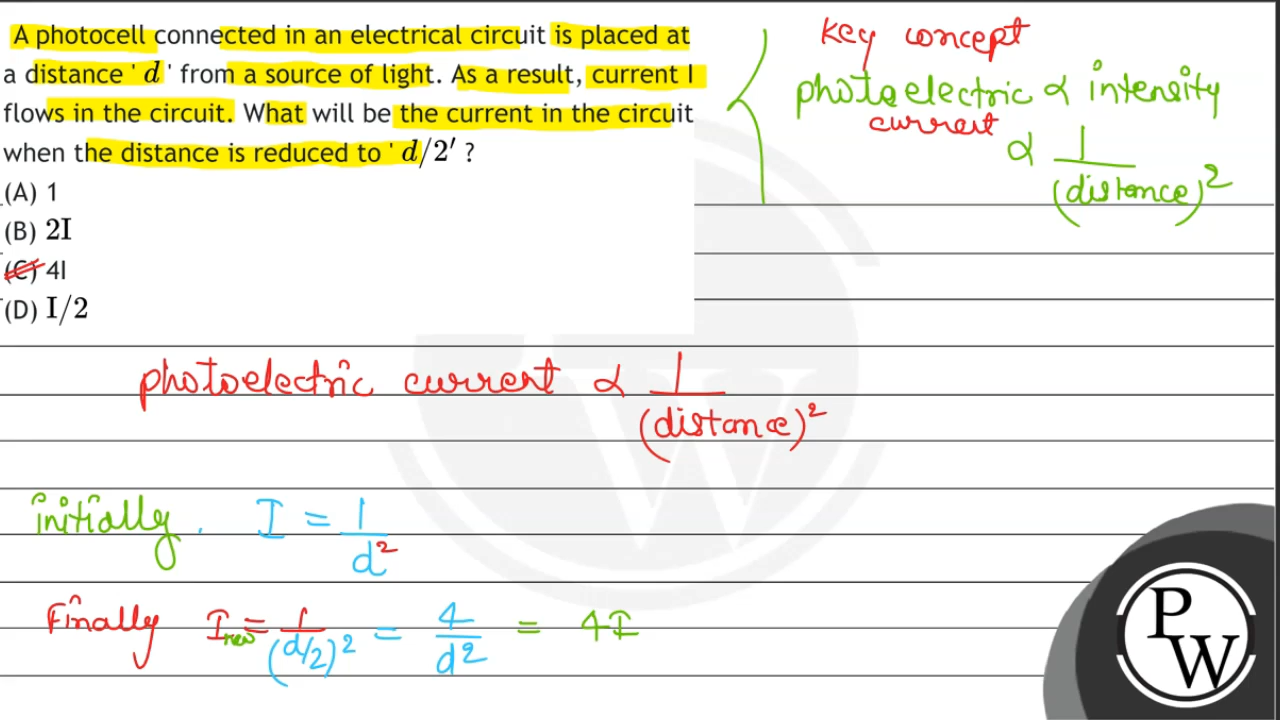 A photocell connected in an electrical circuit is placed at
a distance ' d ' from a source of light. As a result, current I
flows in the circuit. What will be the current in the circuit
when the distance is reduced to ' d/2′ ?
(A) 1
(B) 2I
(C) 4I
(D) I/2
Key concept
photoelectric ∝ intensity
current
∝ 1
(distance)²
photoelectric current ∝ 1
(distance)²
initially. I = 1
d²
Finally Inew = 1/(d/2)² = 4/d² = 4I
P
W